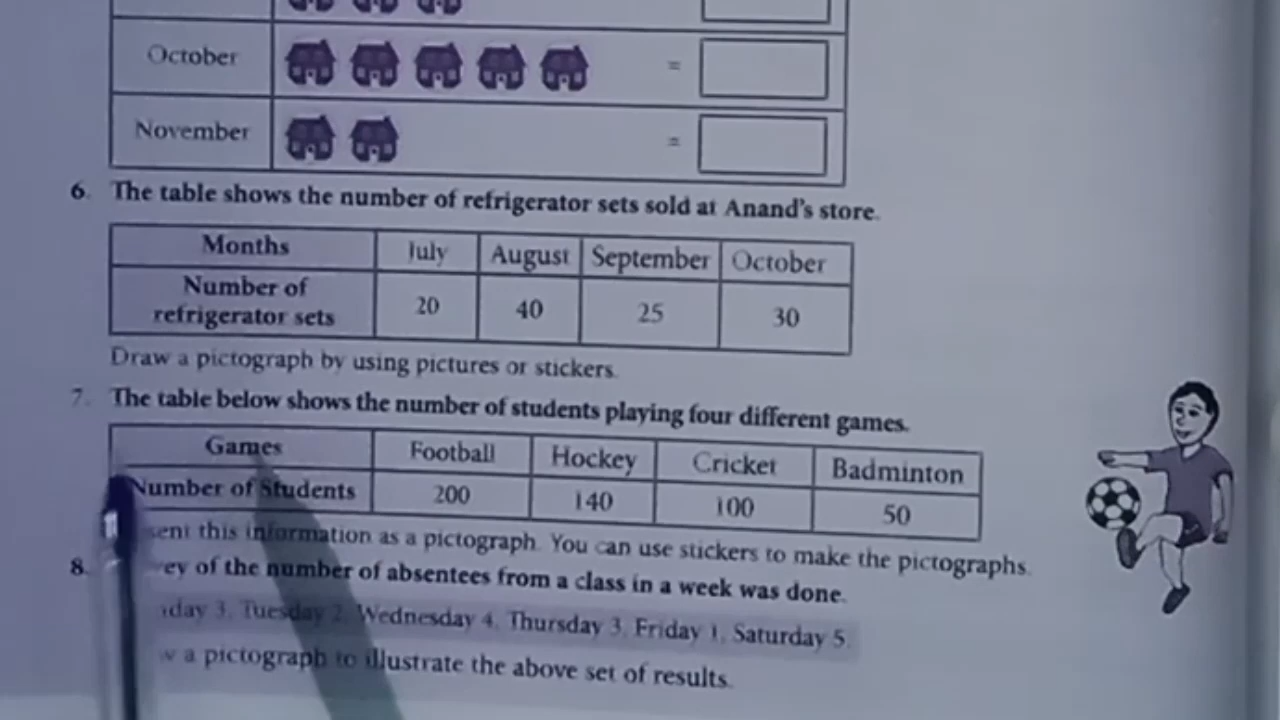 October =
November =
6. The table shows the number of refrigerator sets sold at Anand's store.
Months July August September October
Number of refrigerator sets 20 40 25 30
Draw a pictograph by using pictures or stickers.
7. The table below shows the number of students playing four different games.
Games Football Hockey Cricket Badminton
Number of Students 200 140 100 50
sent this information as a pictograph. You can use stickers to make the pictographs.
8. ey of the number of absentees from a class in a week was done.
day 3, Tuesday 2, Wednesday 4, Thursday 3, Friday 1, Saturday 5.
w a pictograph to illustrate the above set of results.